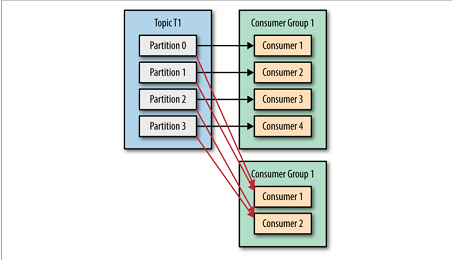 Topic T1
Partition 0
Partition 1
Partition 2
Partition 3
Consumer Group 1
Consumer 1
Consumer 2
Consumer 3
Consumer 4
Consumer Group 1
Consumer 1
Consumer 2